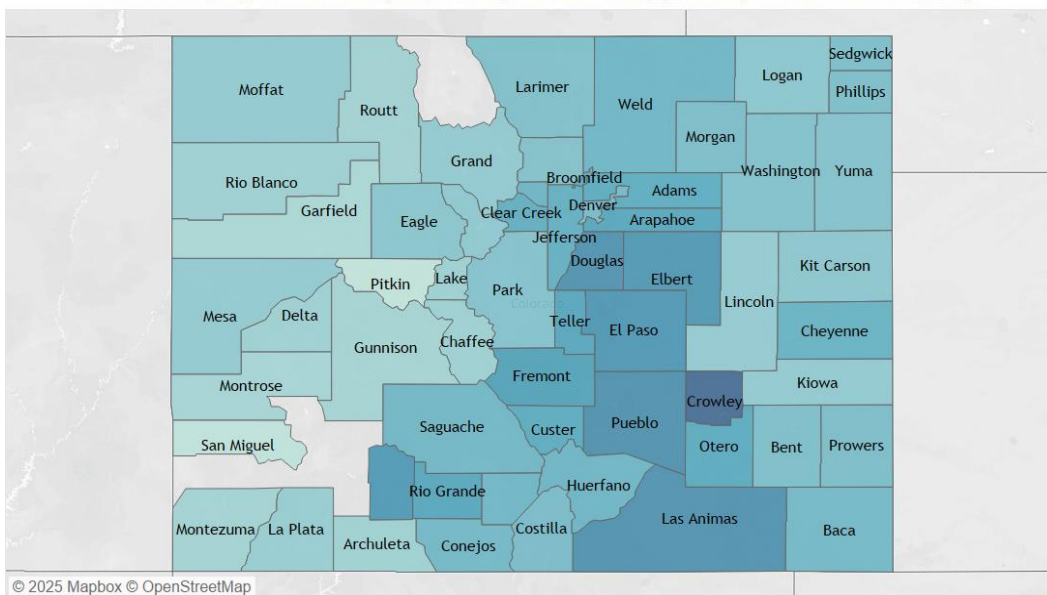 Sedgwick
Logan
Larimer
Moffat
Phillips
Weld
Routt
Morgan
Grand
Washington
Yuma
Broomfield
Rio Blanco
Adams
Denver
Garfield
Clear Creek
Eagle
Arapahoe
Jefferson
Douglas
Kit Carson
Lake
Elbert
Pitkin
Park
Lincoln
Colorado
Mesa
Delta
Teller
El Paso
Cheyenne
Chaffee
Gunnison
Fremont
Kiowa
Montrose
Crowley
Pueblo
Saguache
Custer
San Miguel
Otero
Bent
Prowers
Huerfano
Rio Grande
Las Animas
Montezuma
La Plata
Costilla
Baca
Archuleta
Conejos
© 2025 Mapbox © OpenStreetMap